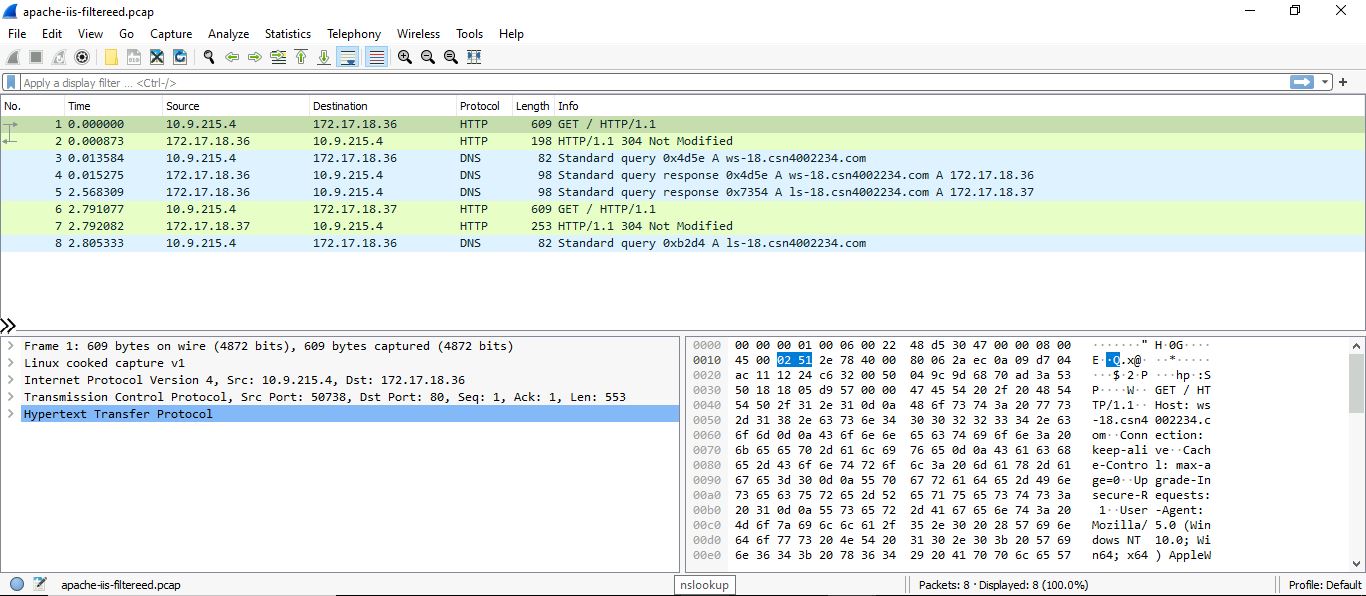 apache-iis-filtereed.pcap
File Edit View Go Capture Analyze Statistics Telephony Wireless Tools Help
Apply a display filter ... <Ctrl-/>
No. Time Source Destination Protocol Length Info
1 0.000000 10.9.215.4 172.17.18.36 HTTP 609 GET / HTTP/1.1
2 0.000873 172.17.18.36 10.9.215.4 HTTP 198 HTTP/1.1 304 Not Modified
3 0.013584 10.9.215.4 172.17.18.36 DNS 82 Standard query 0x4d5e A ws-18.csn4002234.com
4 0.015275 172.17.18.36 10.9.215.4 DNS 98 Standard query response 0x4d5e A ws-18.csn4002234.com A 172.17.18.36
5 2.568309 172.17.18.36 10.9.215.4 DNS 98 Standard query response 0x7354 A ls-18.csn4002234.com A 172.17.18.37
6 2.791077 10.9.215.4 172.17.18.37 HTTP 609 GET / HTTP/1.1
7 2.792082 172.17.18.37 10.9.215.4 HTTP 253 HTTP/1.1 304 Not Modified
8 2.805333 10.9.215.4 172.17.18.36 DNS 82 Standard query 0xb2d4 A ls-18.csn4002234.com
Frame 1: 609 bytes on wire (4872 bits), 609 bytes captured (4872 bits)
Linux cooked capture v1
Internet Protocol Version 4, Src: 10.9.215.4, Dst: 172.17.18.36
Transmission Control Protocol, Src Port: 50738, Dst Port: 80, Seq: 1, Ack: 1, Len: 553
Hypertext Transfer Protocol
0000 00 00 00 01 00 06 00 22 48 d5 30 47 00 00 08 00 ·······" H·0G····
0010 45 00 02 51 2e 78 40 00 80 06 2a ec 0a 09 d7 04 E··Q.x@· ··*·····
0020 ac 11 12 24 c6 32 00 50 04 9c 9d 68 70 ad 3a 53 ···$·2·P ···hp·:S
0030 50 18 18 05 d9 57 00 00 47 45 54 20 2f 20 48 54 P····W·· GET / HT
0040 54 50 2f 31 2e 31 0d 0a 48 6f 73 74 3a 20 77 73 TP/1.1·· Host: ws
0050 2d 31 38 2e 63 73 6e 34 30 30 32 32 33 34 2e 63 -18.csn4 002234.c
0060 6f 6d 0d 0a 43 6f 6e 6e 65 63 74 69 6f 6e 3a 20 om··Conn ection:
0070 6b 65 65 70 2d 61 6c 69 76 65 0d 0a 43 61 63 68 keep-ali ve··Cach
0080 65 2d 43 6f 6e 74 72 6f 6c 3a 20 6d 61 78 2d 61 e-Contro l: max-a
0090 67 65 3d 30 0d 0a 55 70 67 72 61 64 65 2d 49 6e ge=0··Up grade-In
00a0 73 65 63 75 72 65 2d 52 65 71 75 65 73 74 73 3a secure-R equests:
00b0 20 31 0d 0a 55 73 65 72 2d 41 67 65 6e 74 3a 20 1··User -Agent:
00c0 4d 6f 7a 69 6c 6c 61 2f 35 2e 30 20 28 57 69 6e Mozilla/ 5.0 (Win
00d0 64 6f 77 73 20 4e 54 20 31 30 2e 30 3b 20 57 69 dows NT 10.0; Wi
00e0 6e 36 34 3b 20 78 36 34 29 20 41 70 70 6c 65 57 n64; x64 ) AppleW
apache-iis-filtereed.pcap nslookup Packets: 8 · Displayed: 8 (100.0%) Profile: Default